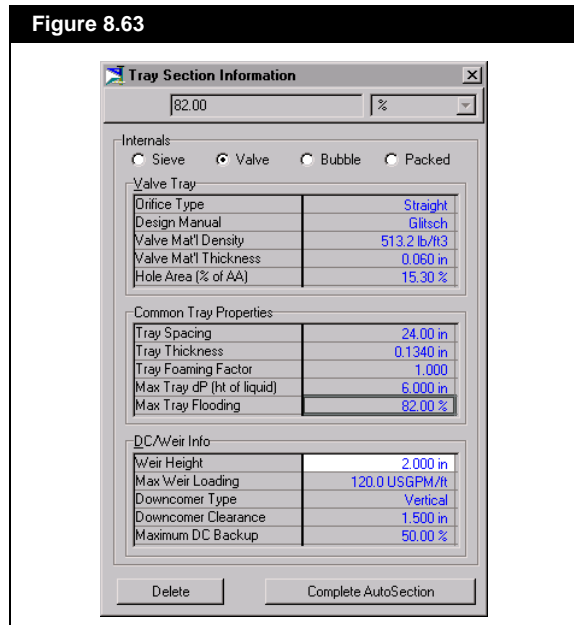 Figure 8.63
Tray Section Information
82.00 %
Internals
Sieve Valve Bubble Packed
Valve Tray
Orifice Type Straight
Design Manual Glitsch
Valve Mat'l Density 513.2 lb/ft3
Valve Mat'l Thickness 0.060 in
Hole Area (% of AA) 15.30 %
Common Tray Properties
Tray Spacing 24.00 in
Tray Thickness 0.1340 in
Tray Foaming Factor 1.000
Max Tray dP (ht of liquid) 6.000 in
Max Tray Flooding 82.00 %
DC/Weir Info
Weir Height 2.000 in
Max Weir Loading 120.0 USGPM/ft
Downcomer Type Vertical
Downcomer Clearance 1.500 in
Maximum DC Backup 50.00 %
Delete Complete AutoSection